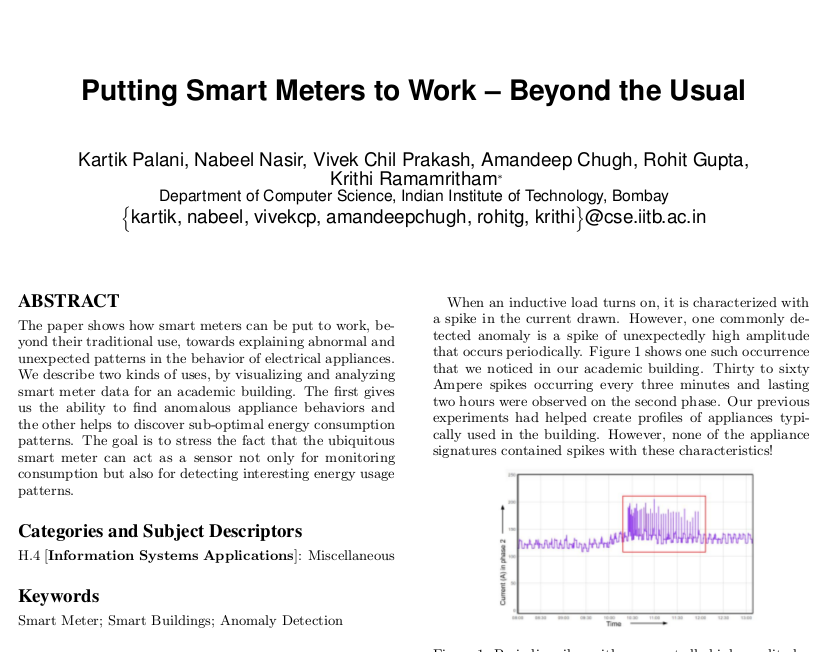 Putting Smart Meters to Work – Beyond the Usual
Kartik Palani, Nabeel Nasir, Vivek Chil Prakash, Amandeep Chugh, Rohit Gupta,
Krithi Ramamritham*
Department of Computer Science, Indian Institute of Technology, Bombay
{kartik, nabeel, vivekcp, amandeepchugh, rohitg, krithi}@cse.iitb.ac.in
ABSTRACT
The paper shows how smart meters can be put to work, be-
yond their traditional use, towards explaining abnormal and
unexpected patterns in the behavior of electrical appliances.
We describe two kinds of uses, by visualizing and analyzing
smart meter data for an academic building. The first gives
us the ability to find anomalous appliance behaviors and
the other helps to discover sub-optimal energy consumption
patterns. The goal is to stress the fact that the ubiquitous
smart meter can act as a sensor not only for monitoring
consumption but also for detecting interesting energy usage
patterns.
Categories and Subject Descriptors
H.4 [Information Systems Applications]: Miscellaneous
Keywords
Smart Meter; Smart Buildings; Anomaly Detection
When an inductive load turns on, it is characterized with
a spike in the current drawn. However, one commonly de-
tected anomaly is a spike of unexpectedly high amplitude
that occurs periodically. Figure 1 shows one such occurrence
that we noticed in our academic building. Thirty to sixty
Ampere spikes occurring every three minutes and lasting
two hours were observed on the second phase. Our previous
experiments had helped create profiles of appliances typi-
cally used in the building. However, none of the appliance
signatures contained spikes with these characteristics!
250
200
150
100
50
0
Current (A) in phase 2
Time